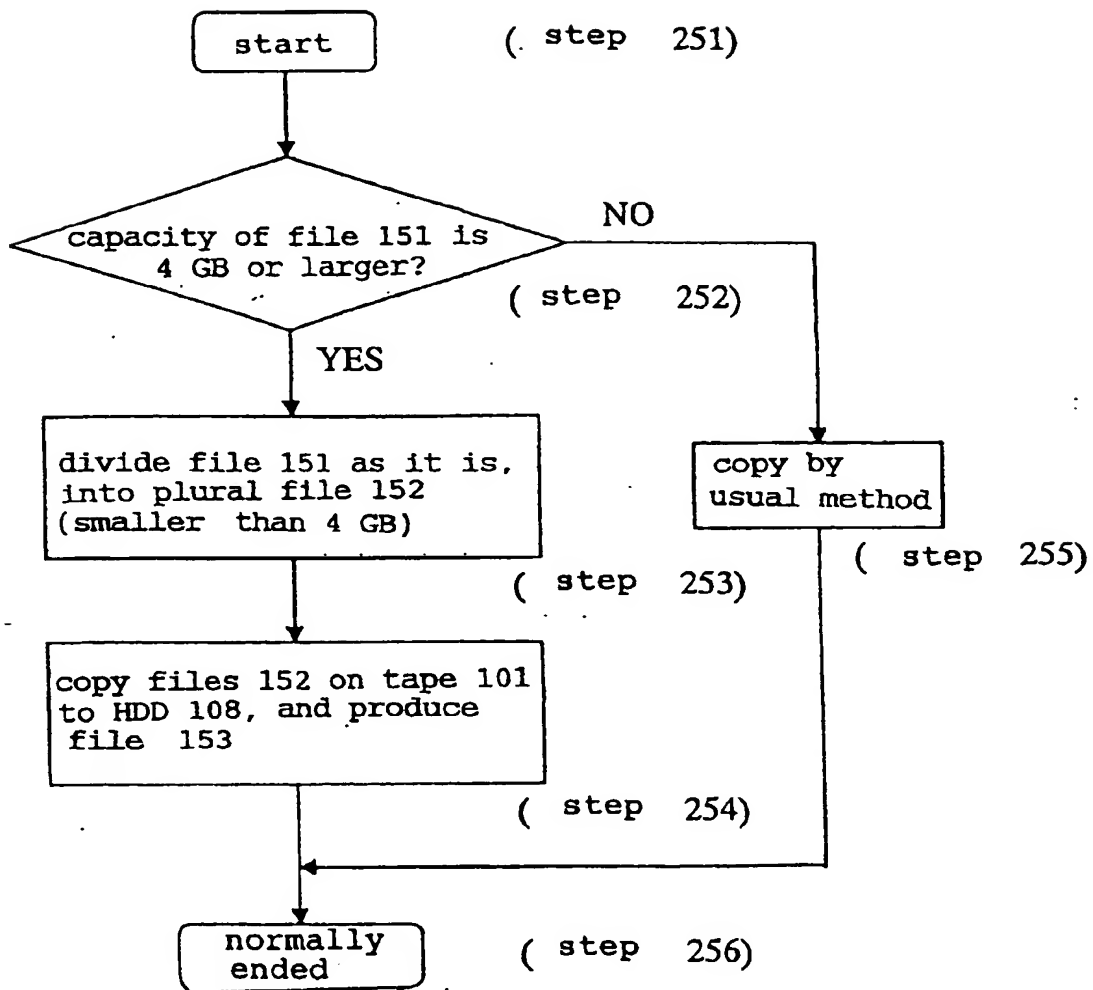 start
(. step 251)
capacity of file 151 is
4 GB or larger?
NO
( step 252)
YES
divide file 151 as it is,
into plural file 152
(smaller than 4 GB)
( step 253)
copy by
usual method
( step 255)
copy files 152 on tape 101
to HDD 108, and produce
file 153
( step 254)
normally
ended
( step 256)